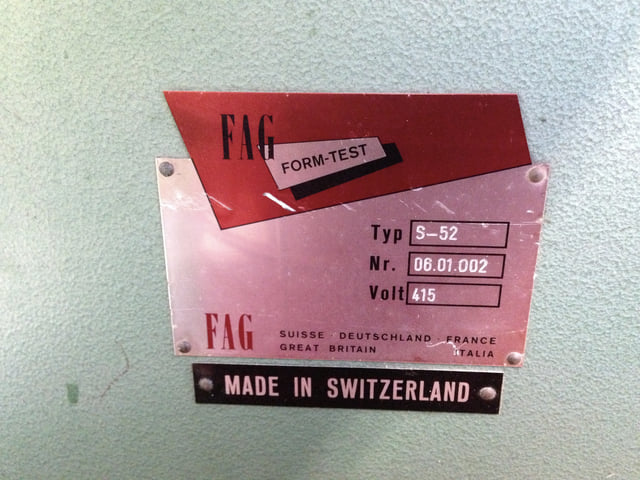 FAG
FORM-TEST
Typ S-52
Nr. 06.01.002
Volt 415
FAG
SUISSE · DEUTSCHLAND · FRANCE
GREAT BRITAIN ITALIA
MADE IN SWITZERLAND